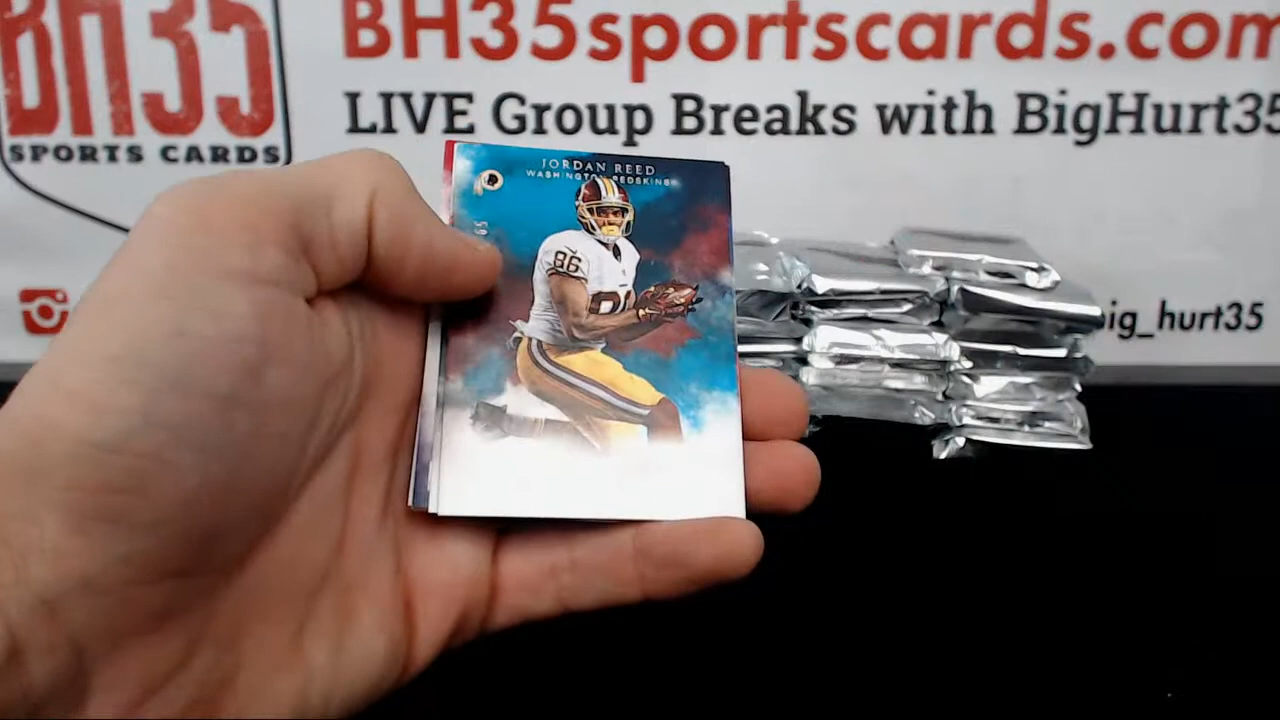 BH35
SPORTS CARDS
BH35sportscards.com
LIVE Group Breaks with BigHurt35
JORDAN REED
WASHINGTON REDSKINS
86
ig_hurt35